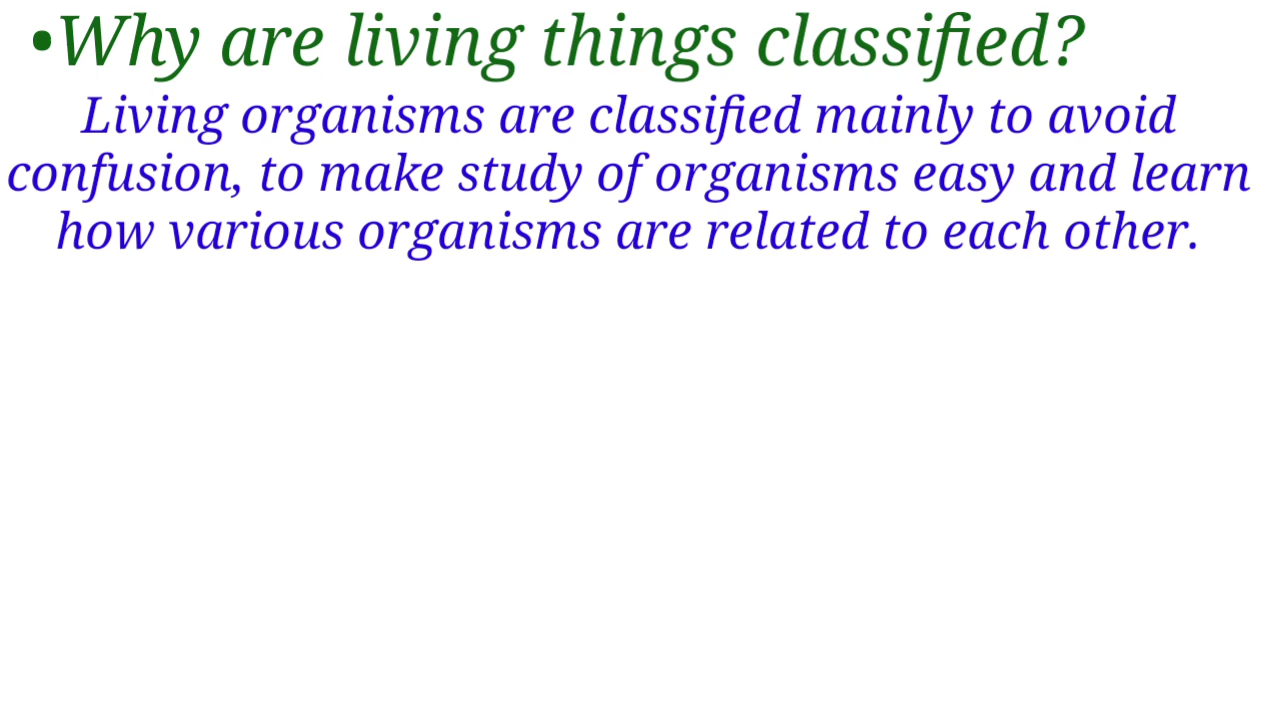 •Why are living things classified?
Living organisms are classified mainly to avoid
confusion, to make study of organisms easy and learn
how various organisms are related to each other.